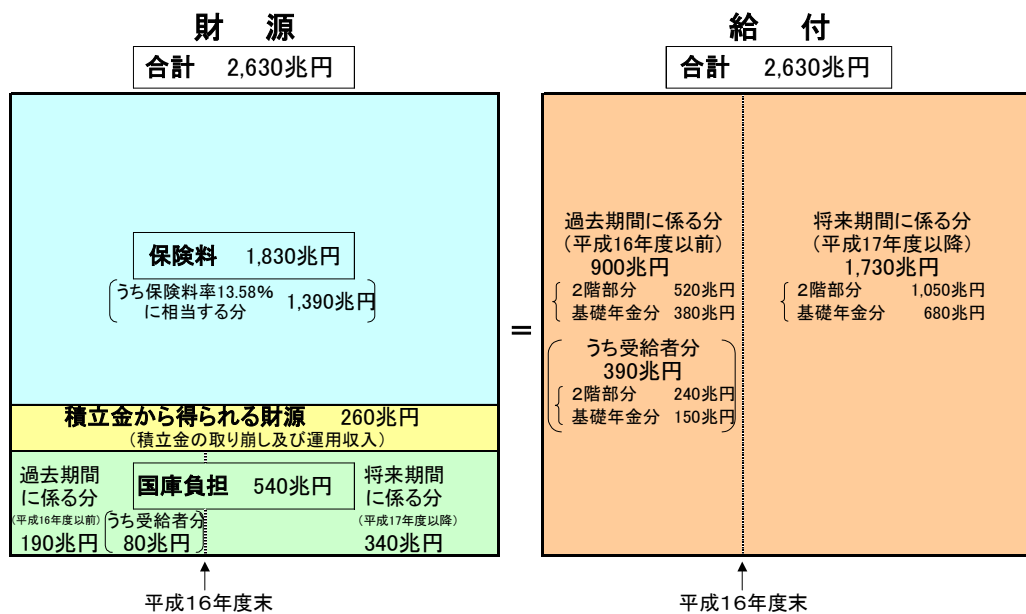 財　源
合計　2,630兆円
保険料　1,830兆円
うち保険料率13.58%
に相当する分　1,390兆円
積立金から得られる財源　260兆円
（積立金の取り崩し及び運用収入）
過去期間
に係る分
（平成16年度以前）
190兆円
うち受給者分
80兆円
国庫負担　540兆円
将来期間
に係る分
（平成17年度以降）
340兆円
平成16年度末
＝
給　付
合計　2,630兆円
過去期間に係る分
（平成16年度以前）
900兆円
2階部分　520兆円
基礎年金分　380兆円
うち受給者分
390兆円
2階部分　240兆円
基礎年金分　150兆円
将来期間に係る分
（平成17年度以降）
1,730兆円
2階部分　1,050兆円
基礎年金分　680兆円
平成16年度末